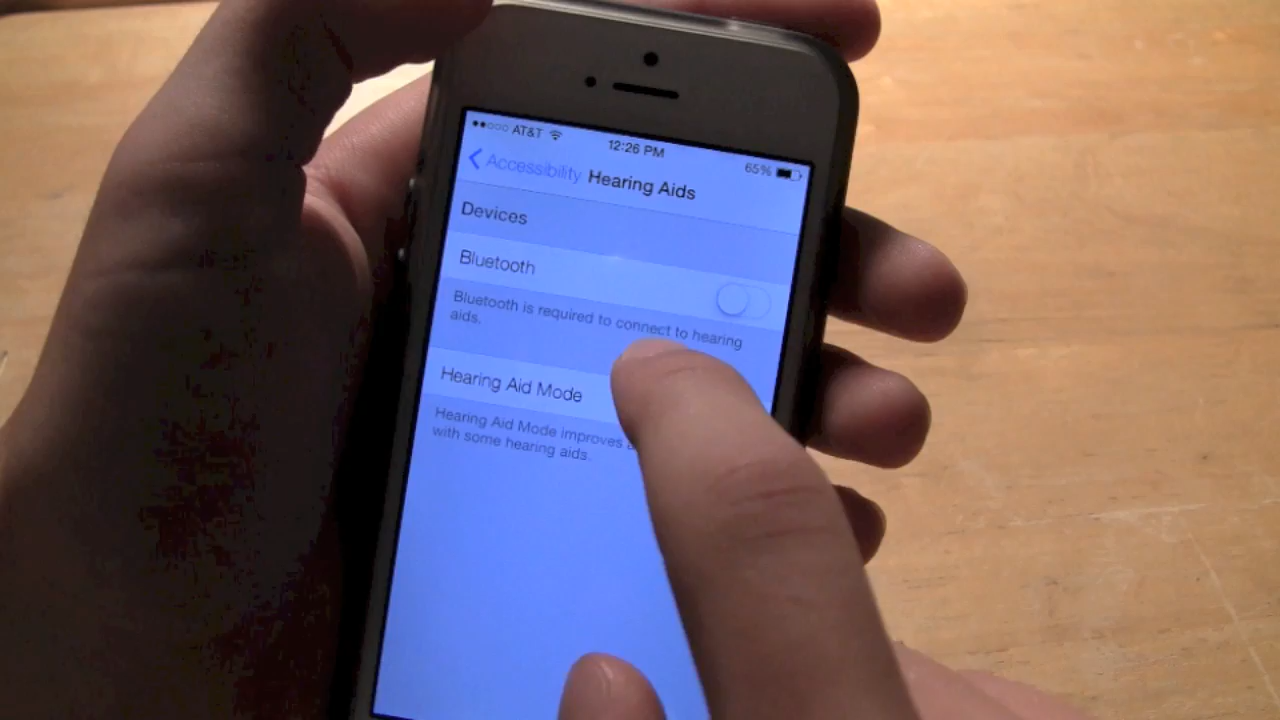 AT&T 12:26 PM 65%
Accessibility Hearing Aids
Devices
Bluetooth
Bluetooth is required to connect to hearing
aids.
Hearing Aid Mode
Hearing Aid Mode improves
with some hearing aids.